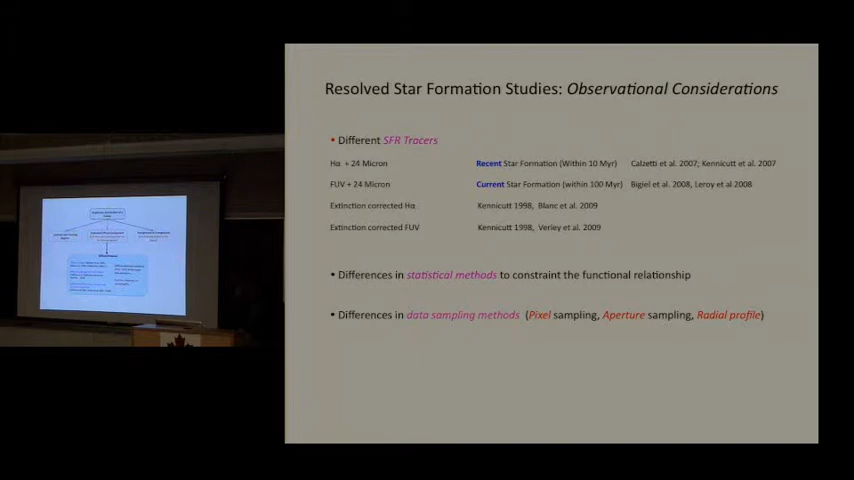 Resolved Star Formation Studies: Observational Considerations
• Different SFR Tracers
Hα + 24 Micron Recent Star Formation (Within 10 Myr) Calzetti et al. 2007; Kennicutt et al. 2007
FUV + 24 Micron Current Star Formation (within 100 Myr) Bigiel et al. 2008, Leroy et al 2008
Extinction corrected Hα Kennicutt 1998, Blanc et al. 2009
Extinction corrected FUV Kennicutt 1998, Verley et al. 2009
• Differences in statistical methods to constraint the functional relationship
• Differences in data sampling methods (Pixel sampling, Aperture sampling, Radial profile)